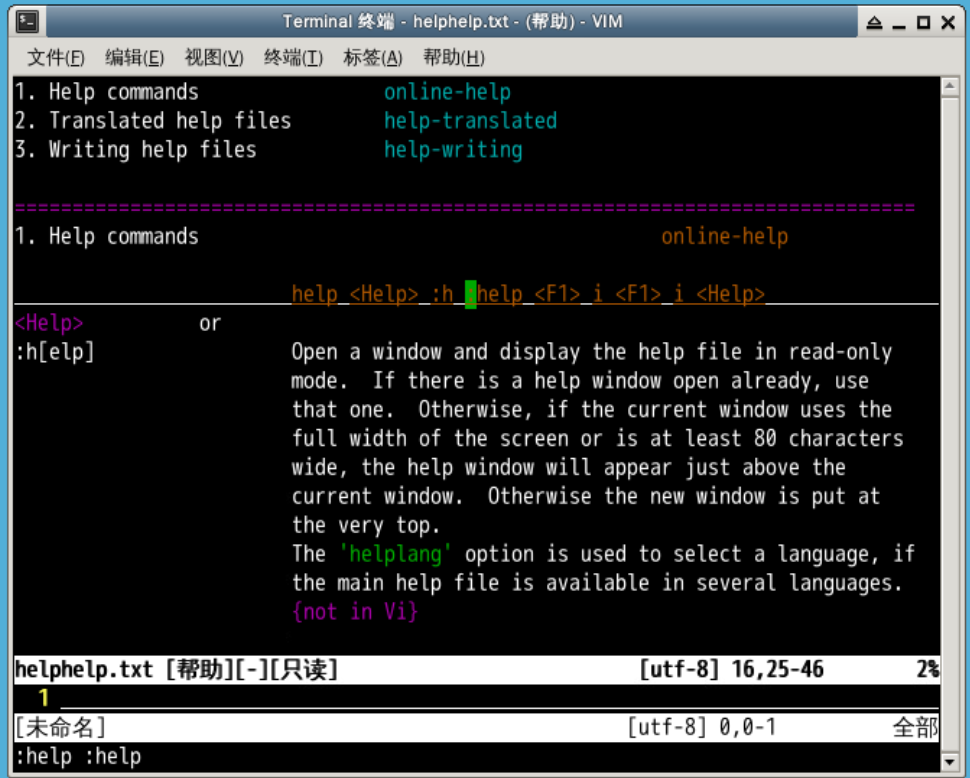 Terminal 终端 - helphelp.txt - (帮助) - VIM
文件(F) 编辑(E) 视图(V) 终端(T) 标签(A) 帮助(H)
1. Help commands online-help
2. Translated help files help-translated
3. Writing help files help-writing
==============================================================================
1. Help commands online-help
help <Help> :h :help <F1> i <F1> i <Help>
<Help> or
:h[elp] Open a window and display the help file in read-only
mode. If there is a help window open already, use
that one. Otherwise, if the current window uses the
full width of the screen or is at least 80 characters
wide, the help window will appear just above the
current window. Otherwise the new window is put at
the very top.
The 'helplang' option is used to select a language, if
the main help file is available in several languages.
{not in Vi}
helphelp.txt [帮助][-][只读] [utf-8] 16,25-46 2%
1
[未命名] [utf-8] 0,0-1 全部
:help :help